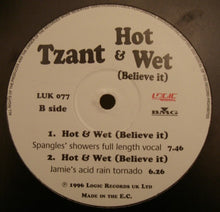 Tzant
Hot
&
Wet
(Believe it)
LUK 077
B side
LOGIC
BMG
1. Hot & Wet (Believe it)
Spangles' showers full length vocal 7.46
2. Hot & Wet (Believe it)
Jamie's acid rain tornado 6.26
℗ 1996 Logic Records UK Ltd
Made in the E.C.